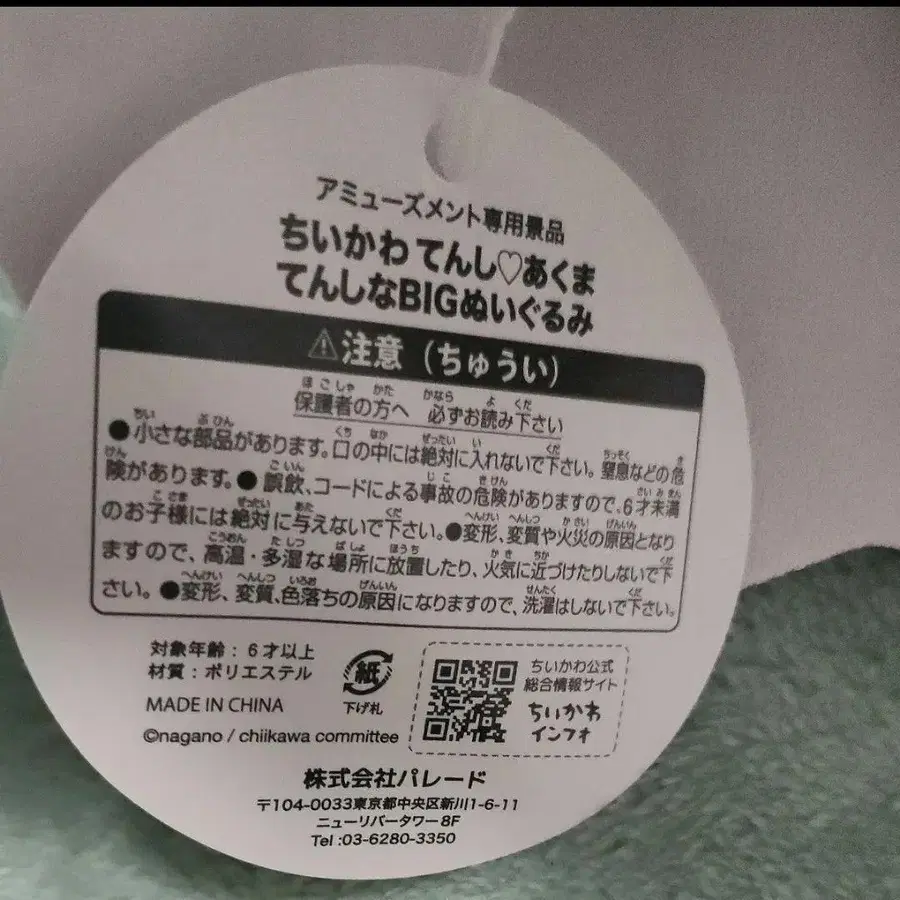 アミューズメント専用景品
ちいかわ てんし♡あくま
てんしなBIGぬいぐるみ
⚠注意（ちゅうい）
保護者の方へ 必ずお読み下さい
●小さな部品があります。口の中には絶対に入れないで下さい。窒息などの危
険があります。●誤飲、コードによる事故の危険がありますので、6才未満
のお子様には絶対に与えないで下さい。●変形、変質や火災の原因となり
ますので、高温・多湿な場所に放置したり、火気に近づけたりしないで下
さい。●変形、変質、色落ちの原因になりますので、洗濯はしないで下さい。
対象年齢：6才以上
材質：ポリエステル
MADE IN CHINA
©nagano / chiikawa committee
紙
下げ札
ちいかわ公式
総合情報サイト
ちいかわ
インフォ
株式会社パレード
〒104-0033東京都中央区新川1-6-11
ニューリバータワー8F
Tel :03-6280-3350